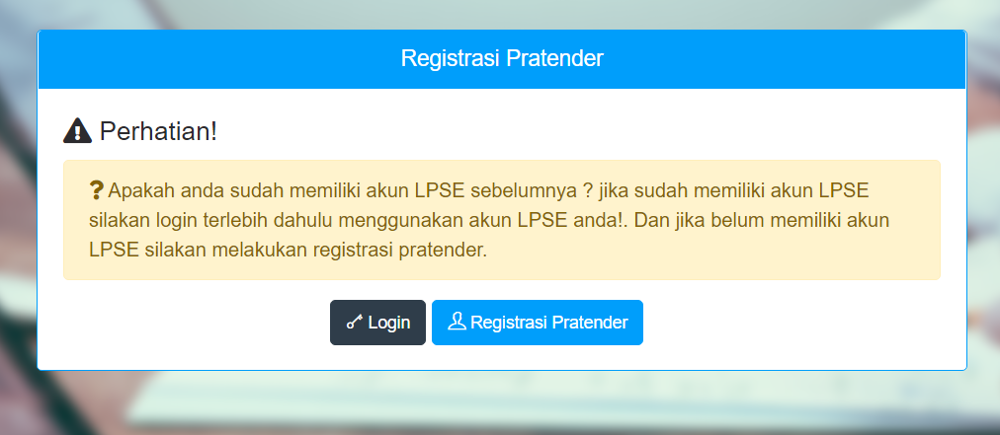 Registrasi Pratender
Perhatian!
? Apakah anda sudah memiliki akun LPSE sebelumnya ? jika sudah memiliki akun LPSE
silakan login terlebih dahulu menggunakan akun LPSE anda!. Dan jika belum memiliki akun
LPSE silakan melakukan registrasi pratender.
Login
Registrasi Pratender